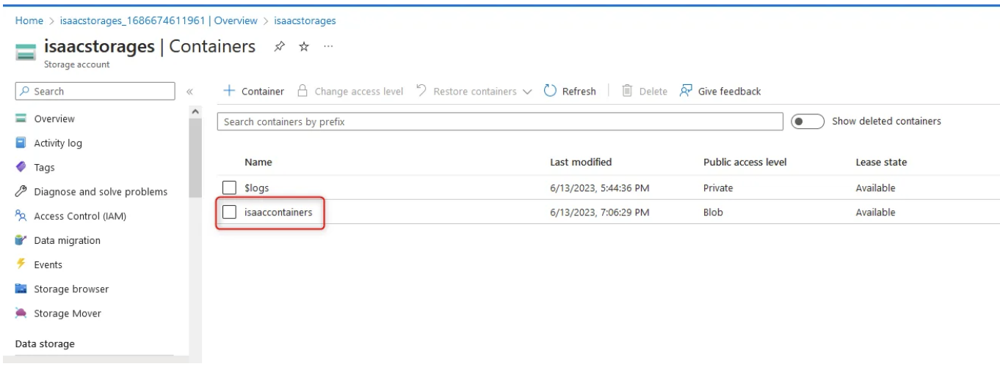 Home > isaacstorages_1686674611961 | Overview > isaacstorages
isaacstorages | Containers
Storage account
Search
Container Change access level Restore containers Refresh Delete Give feedback
Search containers by prefix
Show deleted containers
Overview
Activity log
Tags
Diagnose and solve problems
Access Control (IAM)
Data migration
Events
Storage browser
Storage Mover
Data storage
Name Last modified Public access level Lease state
$logs 6/13/2023, 5:44:36 PM Private Available
isaaccontainers 6/13/2023, 7:06:29 PM Blob Available